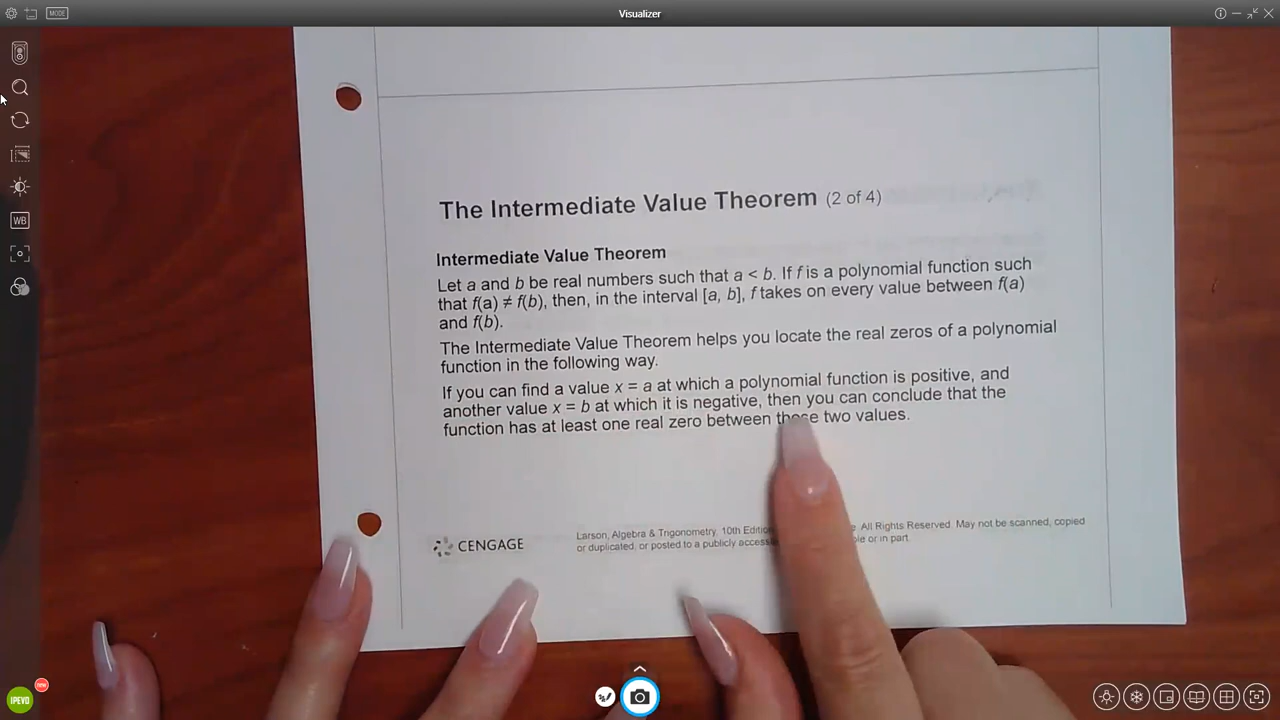 MODE
Visualizer
WB
The Intermediate Value Theorem (2 of 4)
Intermediate Value Theorem
Let a and b be real numbers such that a < b. If f is a polynomial function such
that f(a) ≠ f(b), then, in the interval [a, b], f takes on every value between f(a)
and f(b).
The Intermediate Value Theorem helps you locate the real zeros of a polynomial
function in the following way.
If you can find a value x = a at which a polynomial function is positive, and
another value x = b at which it is negative, then you can conclude that the
function has at least one real zero between these two values.
CENGAGE
Larson, Algebra & Trigonometry, 10th Edition All Rights Reserved. May not be scanned, copied
or duplicated, or posted to a publicly or in part.
IPEVO
new